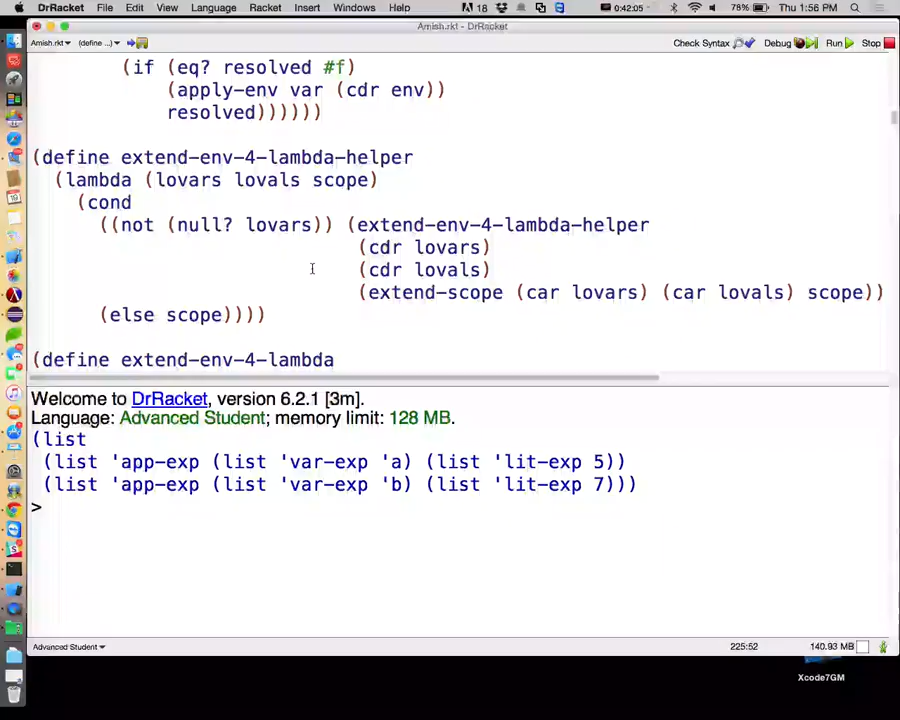 DrRacket File Edit View Language Racket Insert Windows Help 18 0:42:05 78% Thu 1:56 PM
Amish.rkt - DrRacket
Amish.rkt (define ...) Check Syntax Debug Run Stop
(if (eq? resolved #f)
(apply-env var (cdr env))
resolved))))))
(define extend-env-4-lambda-helper
(lambda (lovars lovals scope)
(cond
((not (null? lovars)) (extend-env-4-lambda-helper
(cdr lovars)
(cdr lovals)
(extend-scope (car lovars) (car lovals) scope))
(else scope))))
(define extend-env-4-lambda
Welcome to DrRacket, version 6.2.1 [3m].
Language: Advanced Student; memory limit: 128 MB.
(list
(list 'app-exp (list 'var-exp 'a) (list 'lit-exp 5))
(list 'app-exp (list 'var-exp 'b) (list 'lit-exp 7)))
>
Advanced Student 225:52 140.93 MB
Xcode7GM